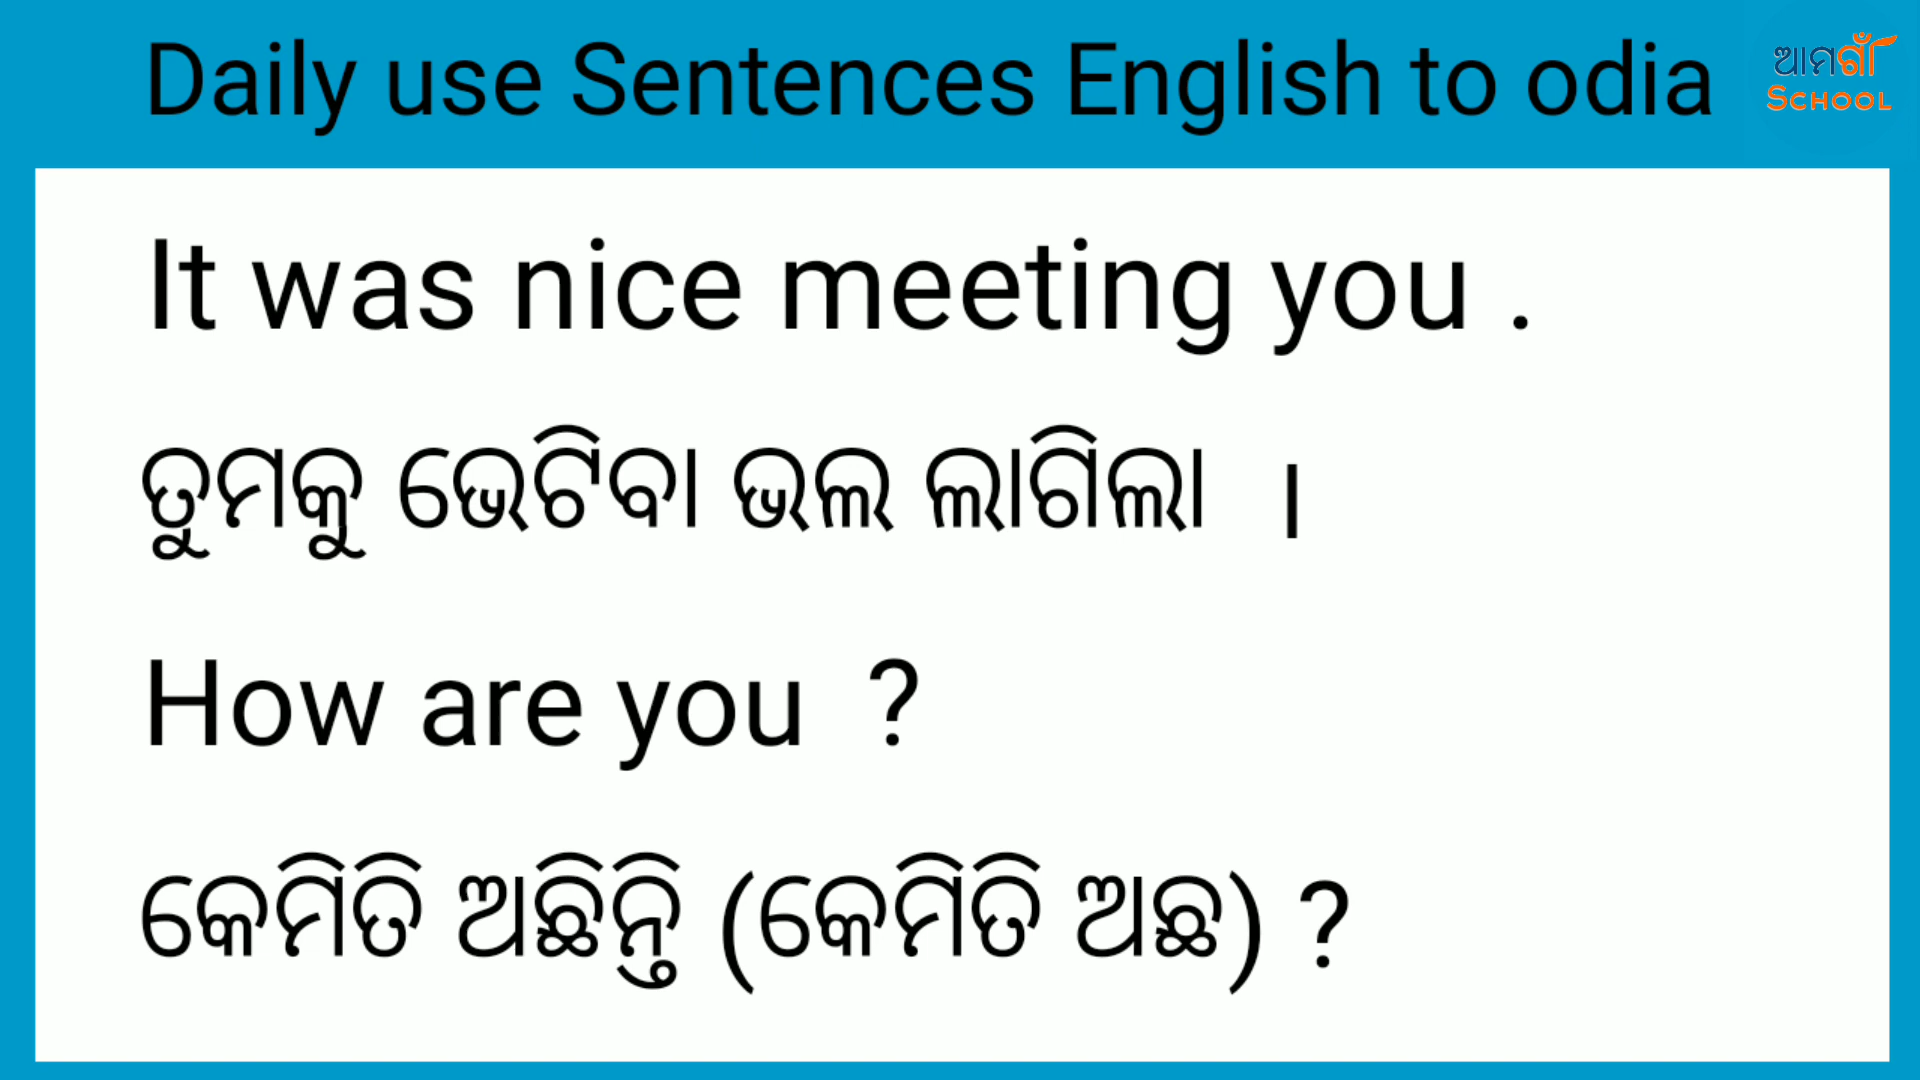 Daily use Sentences English to odia
ଆମଗାଁ
SCHOOL
It was nice meeting you .
ତୁମକୁ ଭେଟିବା ଭଲ ଲାଗିଲା |
How are you ?
କେମିତି ଅଛନ୍ତି (କେମିତି ଅଛ) ?